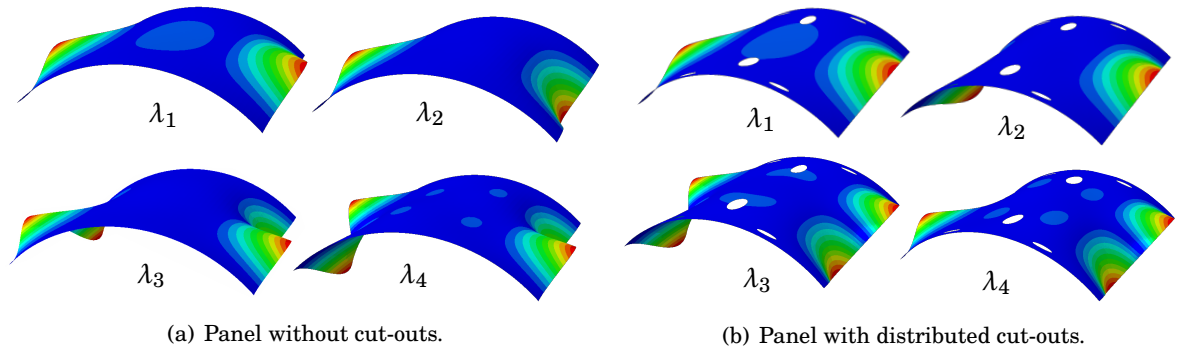 λ1
λ2
λ1
λ2
λ3
λ4
λ3
λ4
(a) Panel without cut-outs.
(b) Panel with distributed cut-outs.